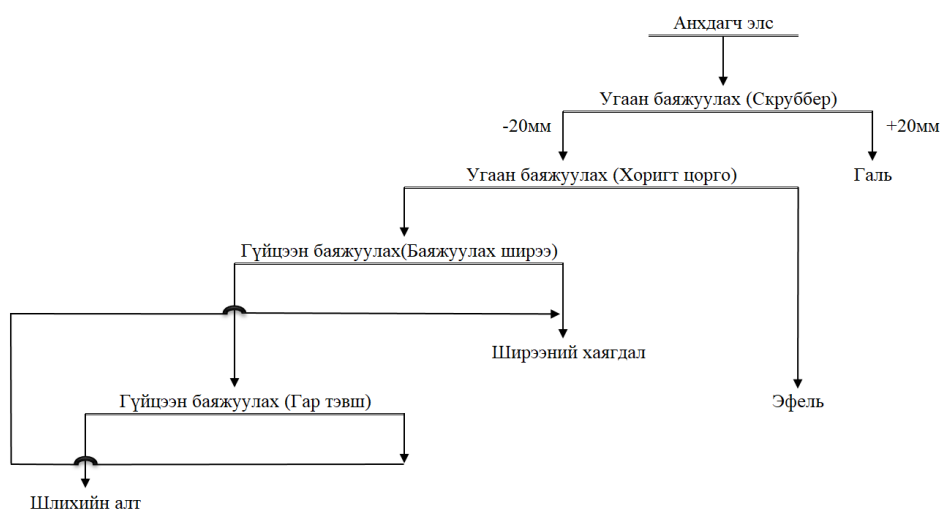 Анхдагч элс
Угаан баяжуулах (Скруббер)
-20мм
+20мм
Угаан баяжуулах (Хоригт цорго)
Галь
Гүйцээн баяжуулах(Баяжуулах ширээ)
Ширээний хаягдал
Гүйцээн баяжуулах (Гар тэвш)
Эфель
Шлихийн алт